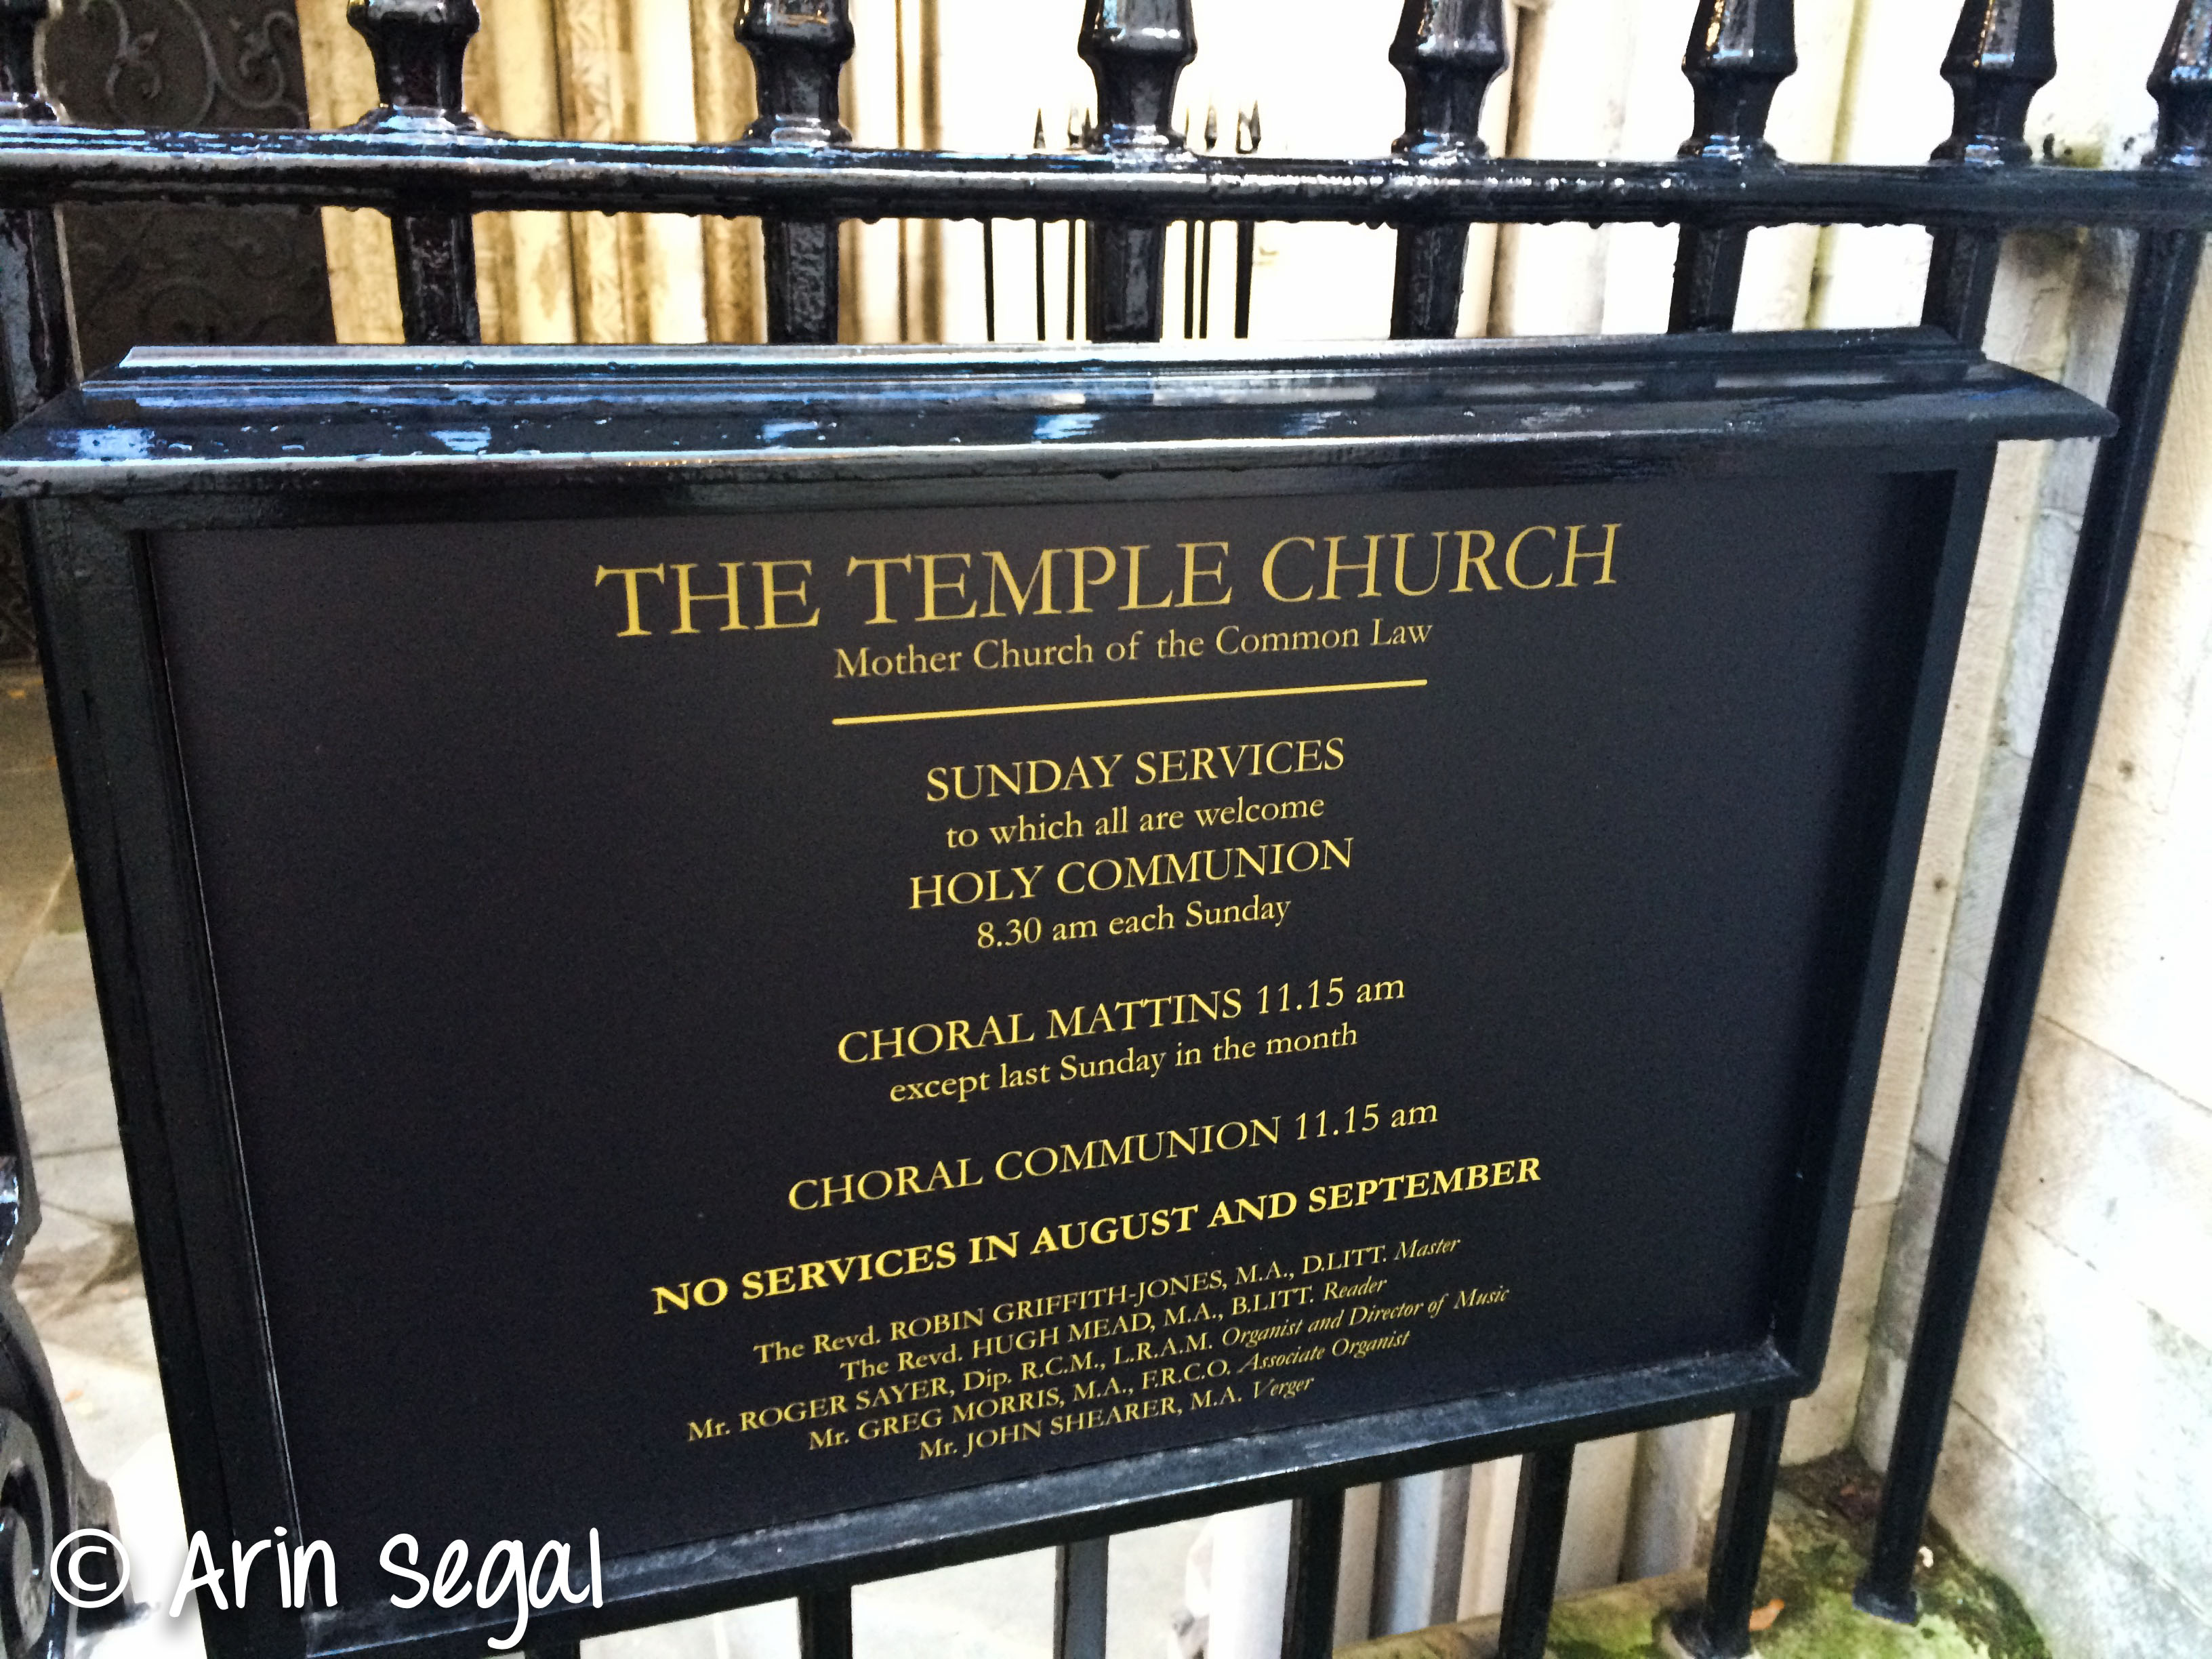 THE TEMPLE CHURCH
Mother Church of the Common Law
SUNDAY SERVICES
to which all are welcome
HOLY COMMUNION
8.30 am each Sunday
CHORAL MATTINS 11.15 am
except last Sunday in the month
CHORAL COMMUNION 11.15 am
NO SERVICES IN AUGUST AND SEPTEMBER
The Revd. ROBIN GRIFFITH-JONES, M.A., D.LITT. Master
The Revd. HUGH MEAD, M.A., B.LITT. Reader
Mr. ROGER SAYER, Dip. R.C.M., L.R.A.M. Organist and Director of Music
Mr. GREG MORRIS, M.A., F.R.C.O. Associate Organist
Mr. JOHN SHEARER, M.A. Verger
© Arin Segal